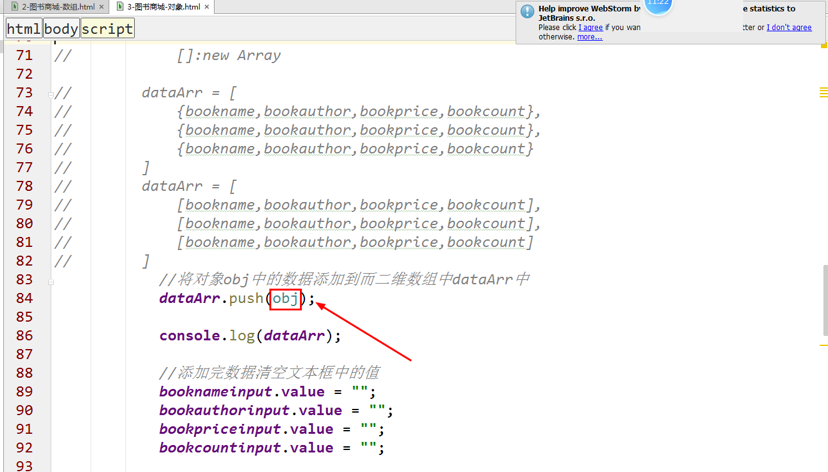 2-图书商城-数组.html × 3-图书商城-对象.html ×
Help improve WebStorm by
e statistics to
JetBrains s.r.o.
Please click I agree if you wan
tter or I don't agree
otherwise. more...
11:22
html body script
71 // []:new Array
72
73 // dataArr = [
74 // {bookname,bookauthor,bookprice,bookcount},
75 // {bookname,bookauthor,bookprice,bookcount},
76 // {bookname,bookauthor,bookprice,bookcount}
77 // ]
78 // dataArr = [
79 // [bookname,bookauthor,bookprice,bookcount],
80 // [bookname,bookauthor,bookprice,bookcount],
81 // [bookname,bookauthor,bookprice,bookcount]
82 // ]
83 //将对象obj中的数据添加到而二维数组中dataArr中
84 dataArr.push(obj);
85
86 console.log(dataArr);
87
88 //添加完数据清空文本框中的值
89 booknameinput.value = "";
90 bookauthorinput.value = "";
91 bookpriceinput.value = "";
92 bookcountinput.value = "";
93